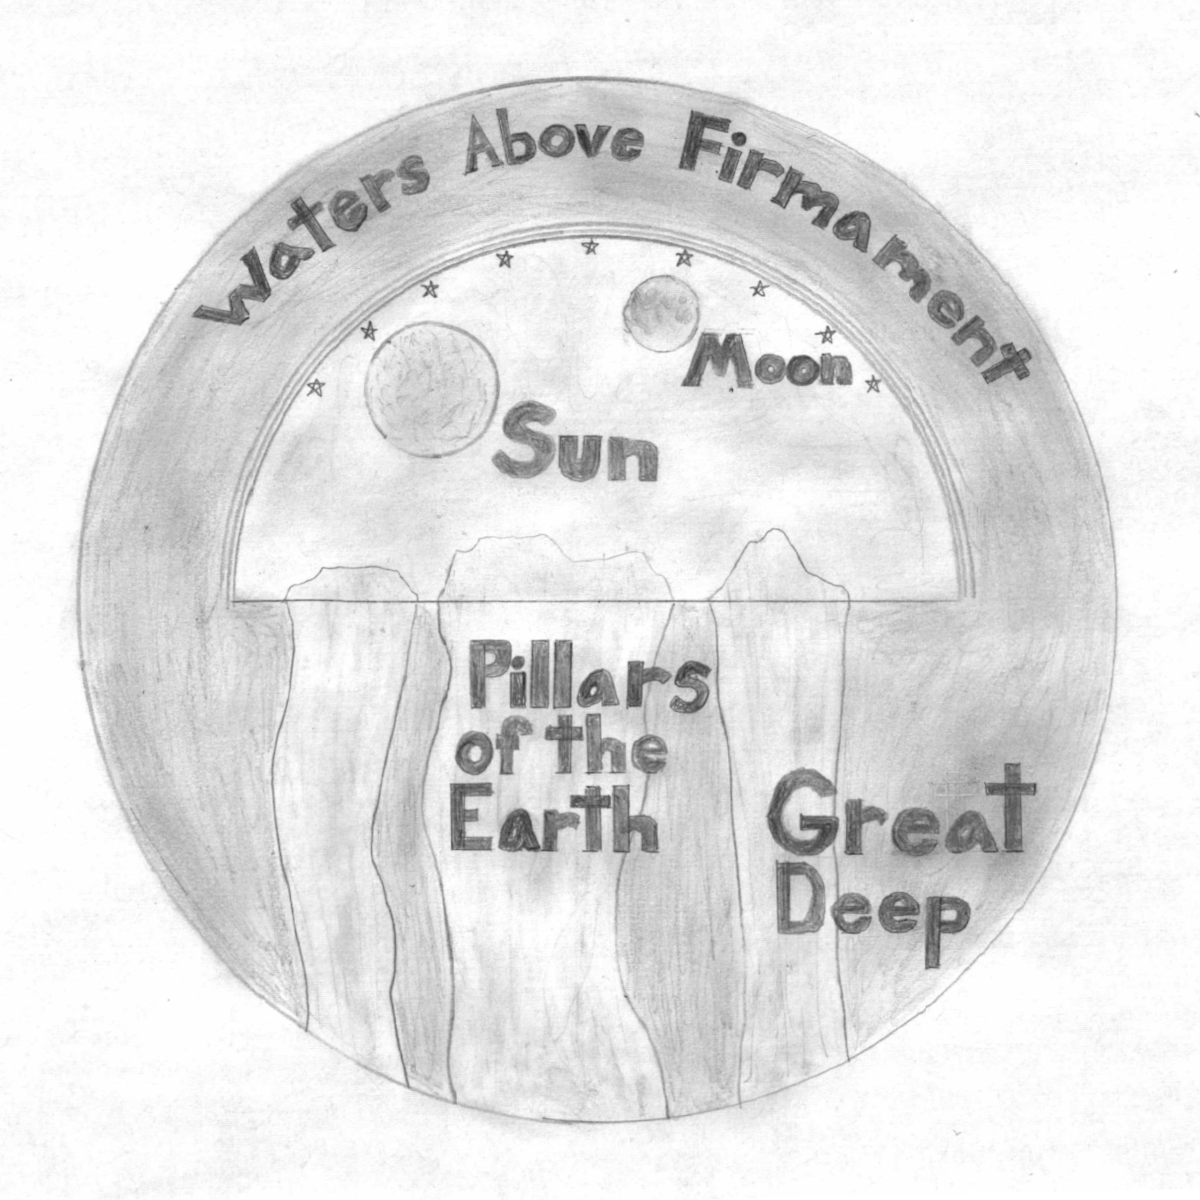 Waters Above Firmament
Moon
Sun
Pillars
of the
Earth
Great
Deep